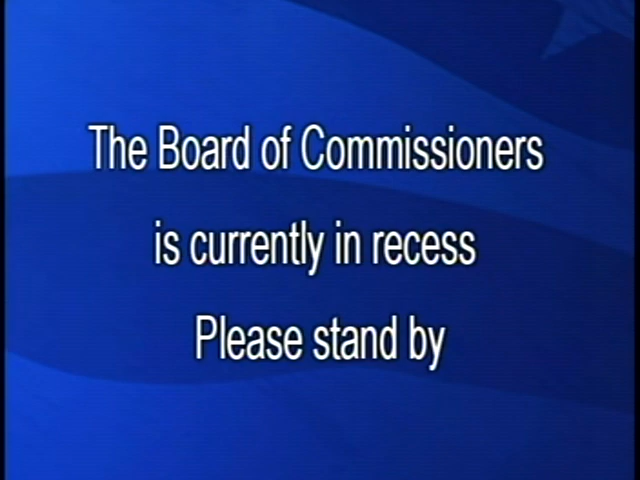 The Board of Commissioners
is currently in recess
Please stand by